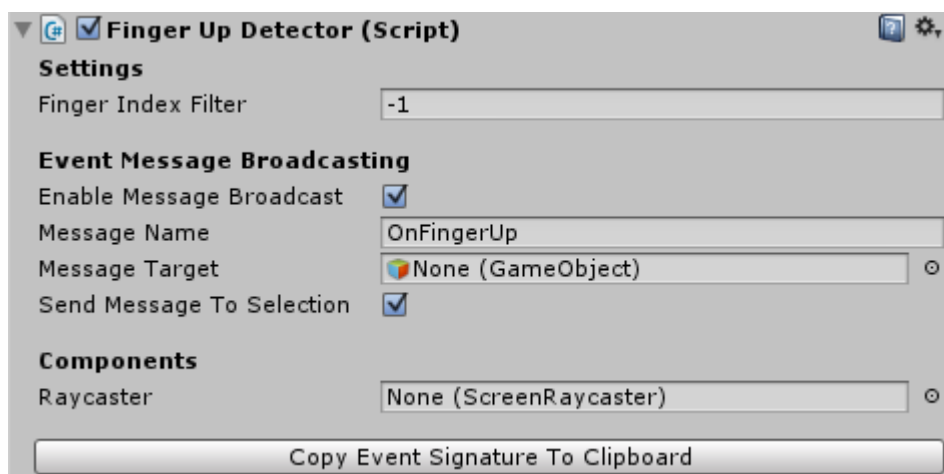 Finger Up Detector (Script)
Settings
Finger Index Filter -1
Event Message Broadcasting
Enable Message Broadcast
Message Name OnFingerUp
Message Target None (GameObject)
Send Message To Selection
Components
Raycaster None (ScreenRaycaster)
Copy Event Signature To Clipboard